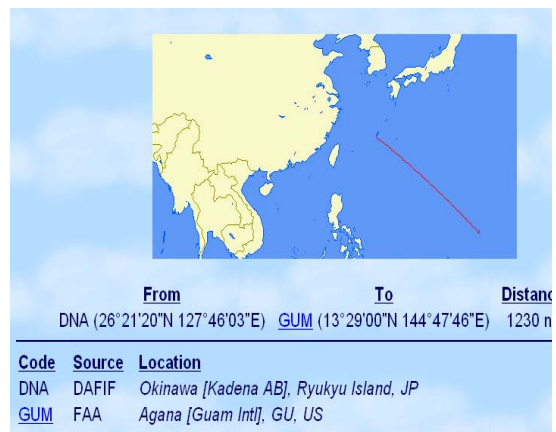 From To Distanc
DNA (26°21'20"N 127°46'03"E) GUM (13°29'00"N 144°47'46"E) 1230 n
Code Source Location
DNA DAFIF Okinawa [Kadena AB], Ryukyu Island, JP
GUM FAA Agana [Guam Intl], GU, US